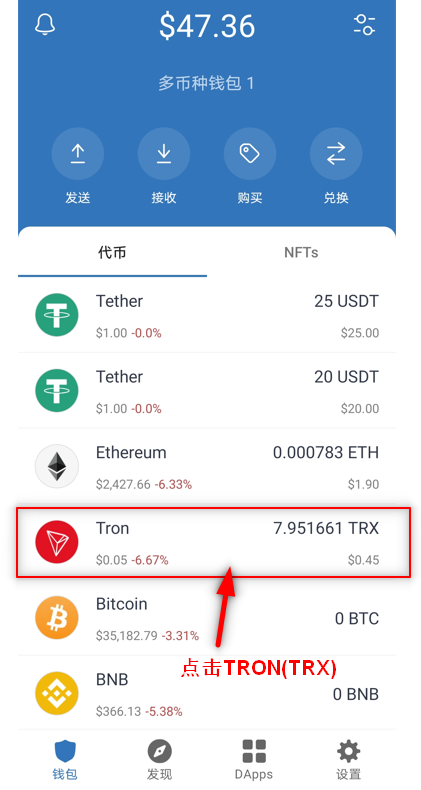 $47.36
多币种钱包 1
发送 接收 购买 兑换
代币 NFTs
Tether 25 USDT
$1.00 -0.0% $25.00
Tether 20 USDT
$1.00 -0.0% $20.00
Ethereum 0.000783 ETH
$2,427.66 -6.33% $1.90
Tron 7.951661 TRX
$0.05 -6.67% $0.45
Bitcoin 0 BTC
$35,182.79 -3.31%
点击TRON(TRX)
BNB 0 BNB
$366.13 -5.38%
钱包 发现 DApps 设置